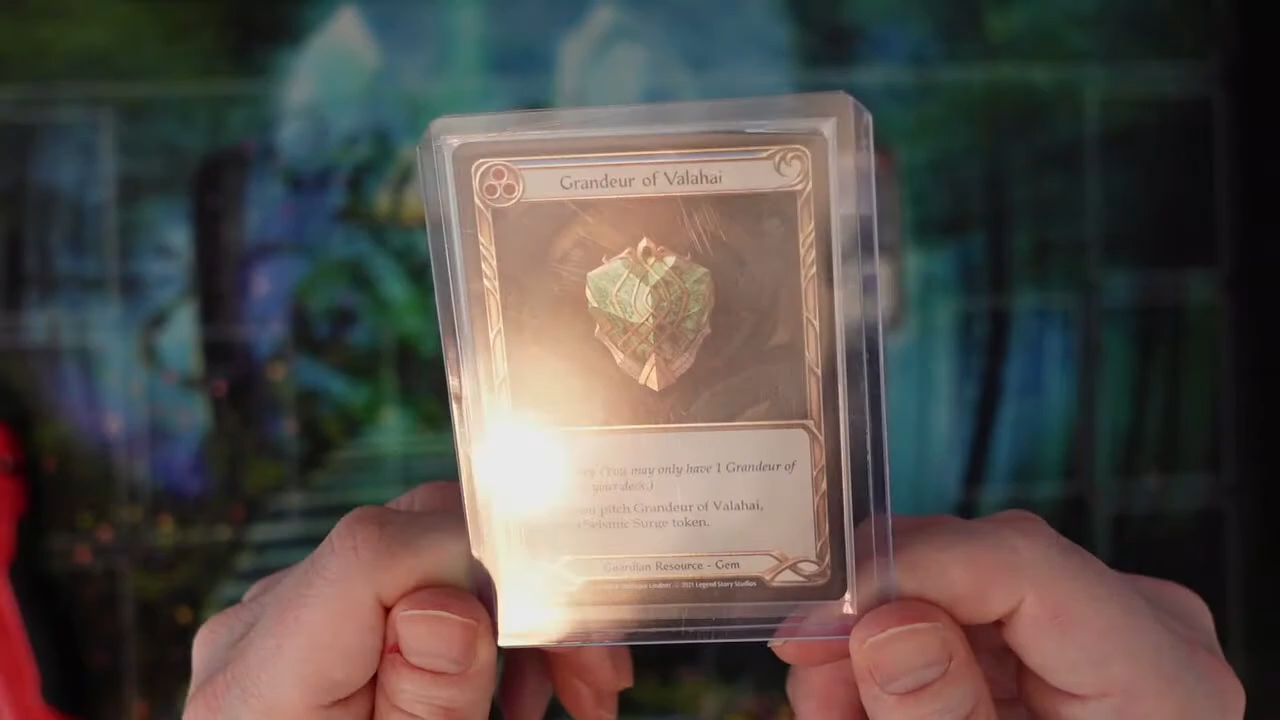 Grandeur of Valahai
(You may only have 1 Grandeur of
your deck.)
pitch Grandeur of Valahai,
Seismic Surge token.
Guardian Resource - Gem
© 2021 Legend Story Studios